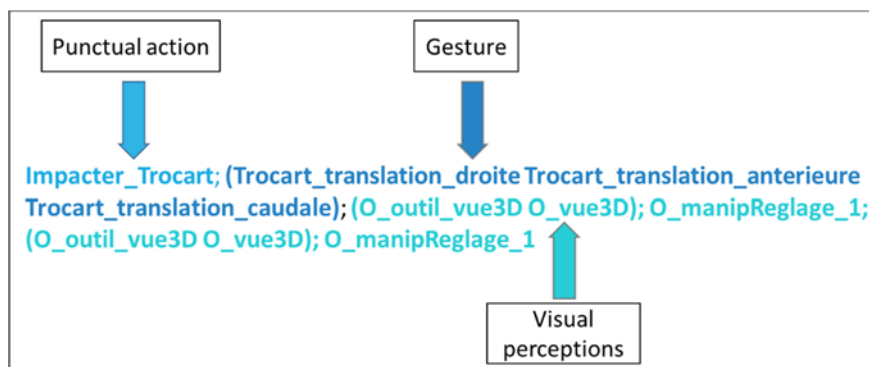 Punctual action
Gesture
Impacter_Trocart; (Trocart_translation_droite Trocart_translation_anterieure
Trocart_translation_caudale); (O_outil_vue3D O_vue3D); O_manipReglage_1;
(O_outil_vue3D O_vue3D); O_manipReglage_1
Visual
perceptions